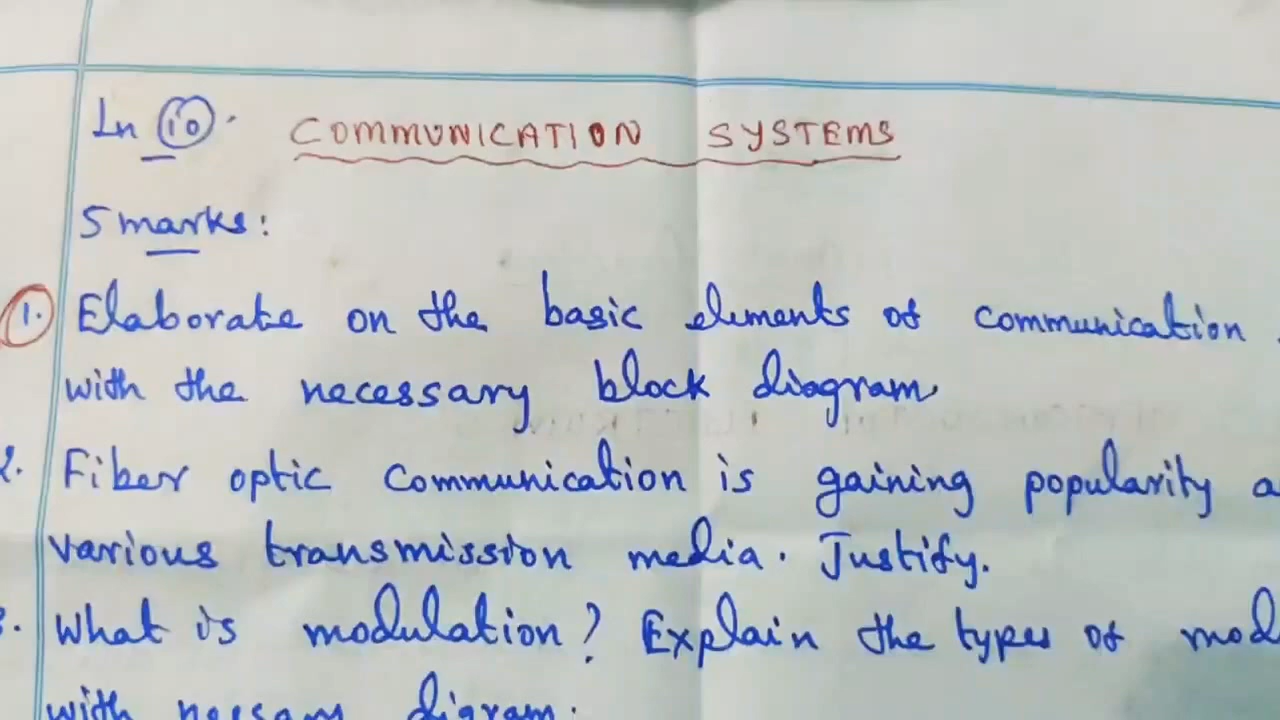 Ln 10.
COMMUNICATION SYSTEMS
5 marks:
1. Elaborate on the basic elements of communication
with the necessary block diagram
2. Fiber optic communication is gaining popularity a
various transmission media. Justify.
3. What is modulation? Explain the types of mod
with digram.